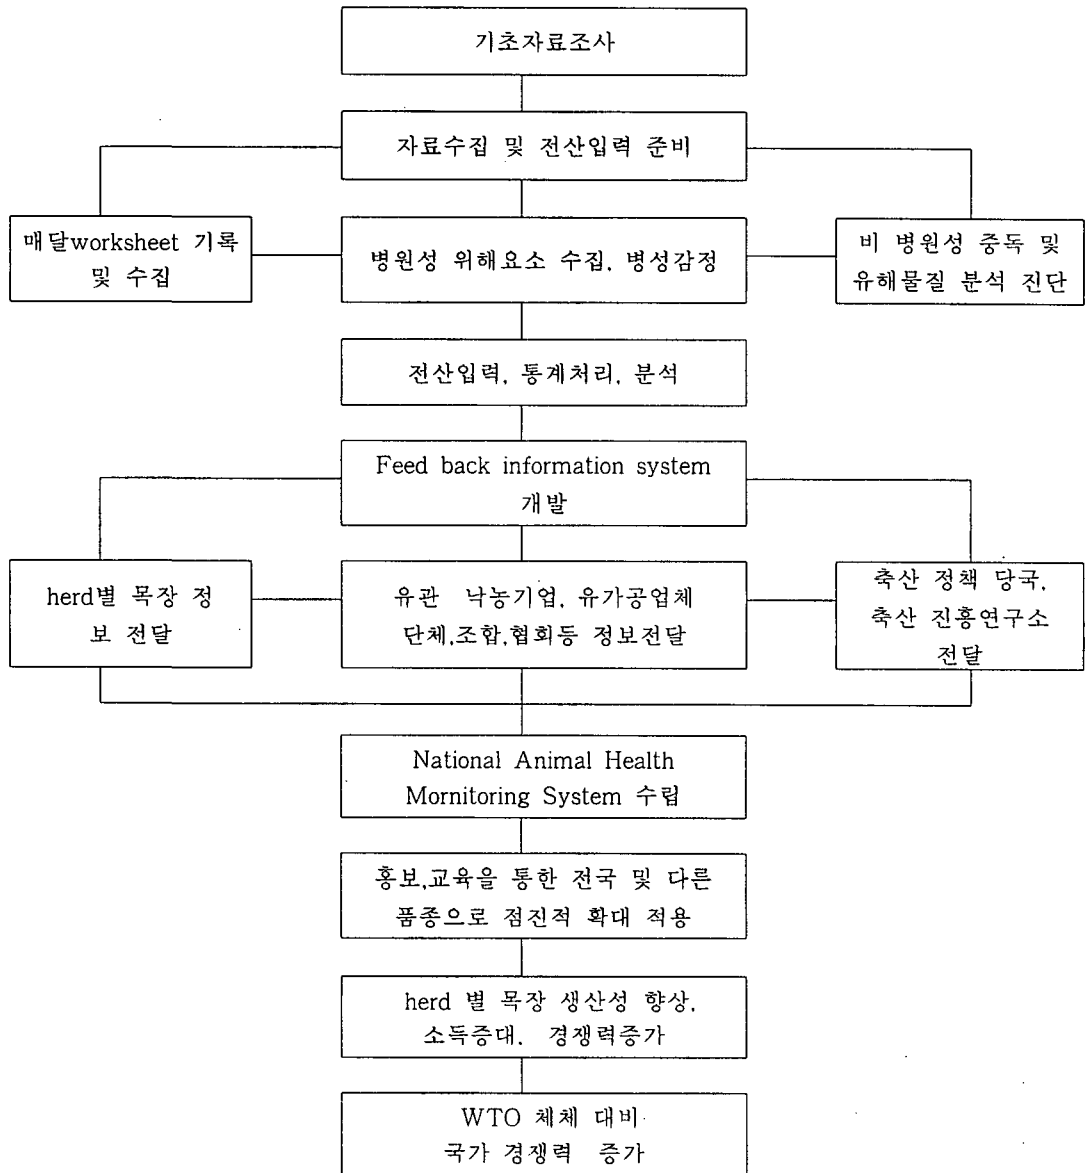 기초자료조사
자료수집 및 전산입력 준비
매달worksheet 기록
및 수집
병원성 위해요소 수집, 병성감정
비 병원성 중독 및
유해물질 분석 진단
전산입력, 통계처리, 분석
Feed back information system
개발
herd별 목장 정
보 전달
유관 낙농기업, 유가공업체
단체,조합,협회등 정보전달
축산 정책 당국,
축산 진흥연구소
전달
National Animal Health
Mornitoring System 수립
홍보,교육을 통한 전국 및 다른
품종으로 점진적 확대 적용
herd 별 목장 생산성 향상,
소득증대, 경쟁력증가
WTO 체체 대비
국가 경쟁력 증가